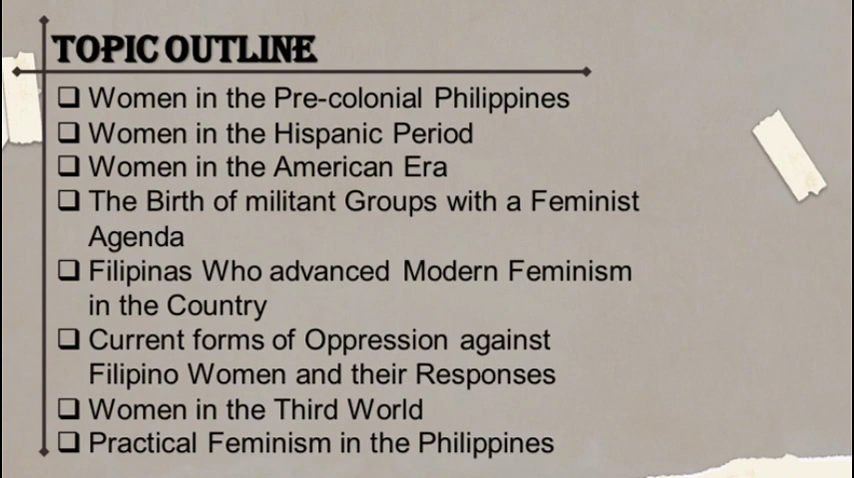 TOPIC OUTLINE
❑ Women in the Pre-colonial Philippines
❑ Women in the Hispanic Period
❑ Women in the American Era
❑ The Birth of militant Groups with a Feminist
Agenda
❑ Filipinas Who advanced Modern Feminism
in the Country
❑ Current forms of Oppression against
Filipino Women and their Responses
❑ Women in the Third World
❑ Practical Feminism in the Philippines